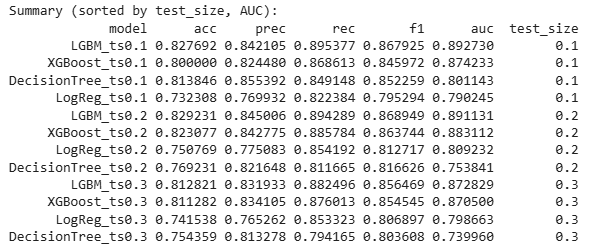 Summary (sorted by test_size, AUC):
model acc prec rec f1 auc test_size
LGBM_ts0.1 0.827692 0.842105 0.895377 0.867925 0.892730 0.1
XGBoost_ts0.1 0.800000 0.824480 0.868613 0.845972 0.874233 0.1
DecisionTree_ts0.1 0.813846 0.855392 0.849148 0.852259 0.801143 0.1
LogReg_ts0.1 0.732308 0.769932 0.822384 0.795294 0.790245 0.1
LGBM_ts0.2 0.829231 0.845006 0.894289 0.868949 0.891131 0.2
XGBoost_ts0.2 0.823077 0.842775 0.885784 0.863744 0.883112 0.2
LogReg_ts0.2 0.750769 0.775083 0.854192 0.812717 0.809232 0.2
DecisionTree_ts0.2 0.769231 0.821648 0.811665 0.816626 0.753841 0.2
LGBM_ts0.3 0.812821 0.831933 0.882496 0.856469 0.872829 0.3
XGBoost_ts0.3 0.811282 0.834105 0.876013 0.854545 0.870500 0.3
LogReg_ts0.3 0.741538 0.765262 0.853323 0.806897 0.798663 0.3
DecisionTree_ts0.3 0.754359 0.813278 0.794165 0.803608 0.739960 0.3